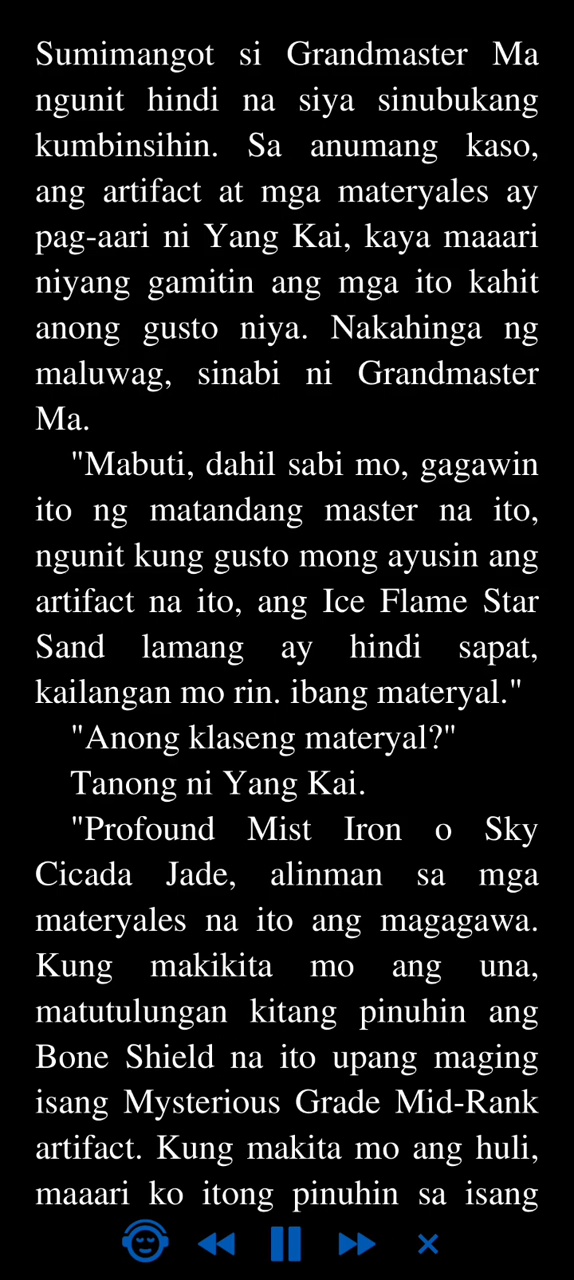 Sumimangot si Grandmaster Ma
ngunit hindi na siya sinubukang
kumbinsihin. Sa anumang kaso,
ang artifact at mga materyales ay
pag-aari ni Yang Kai, kaya maaari
niyang gamitin ang mga ito kahit
anong gusto niya. Nakahinga ng
maluwag, sinabi ni Grandmaster
Ma.
"Mabuti, dahil sabi mo, gagawin
ito ng matandang master na ito,
ngunit kung gusto mong ayusin ang
artifact na ito, ang Ice Flame Star
Sand lamang ay hindi sapat,
kailangan mo rin. ibang materyal."
"Anong klaseng materyal?"
Tanong ni Yang Kai.
"Profound Mist Iron o Sky
Cicada Jade, alinman sa mga
materyales na ito ang magagawa.
Kung makikita mo ang una,
matutulungan kitang pinuhin ang
Bone Shield na ito upang maging
isang Mysterious Grade Mid-Rank
artifact. Kung makita mo ang huli,
maaari ko itong pinuhin sa isang